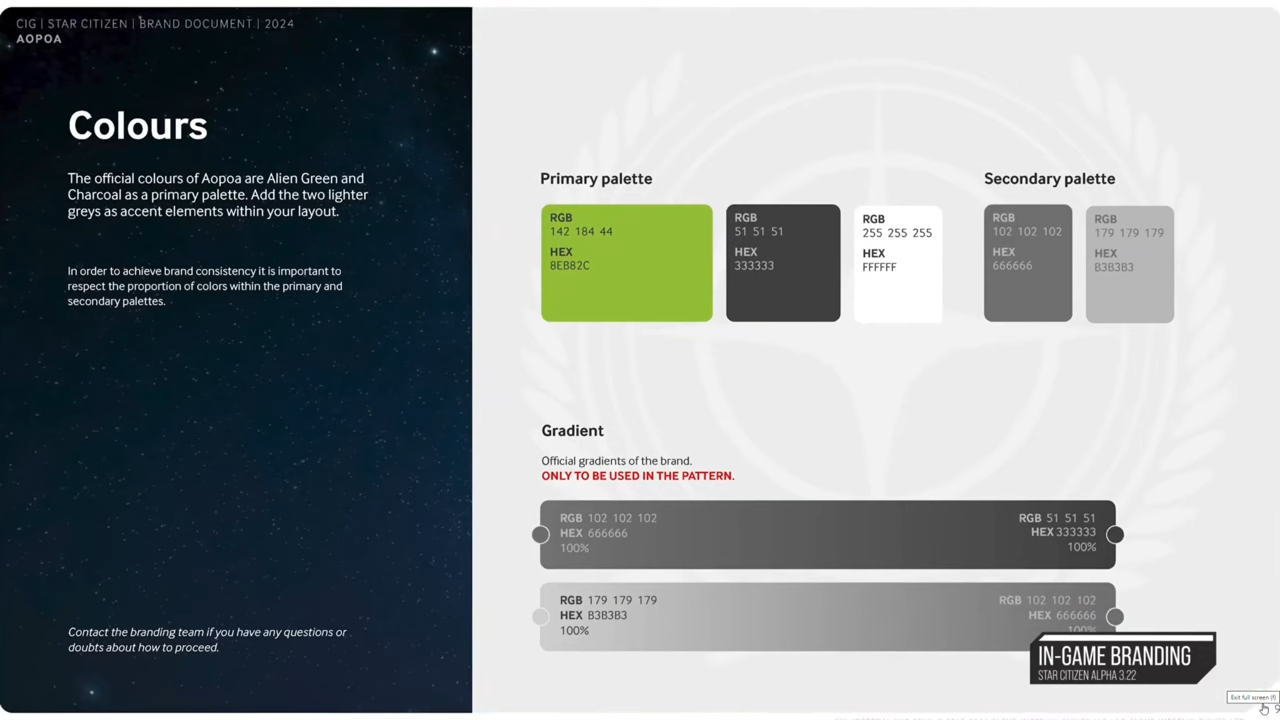 CIG | STAR CITIZEN | BRAND DOCUMENT | 2024
AOPOA
Colours
The official colours of Aopoa are Alien Green and
Charcoal as a primary palette. Add the two lighter
greys as accent elements within your layout.
In order to achieve brand consistency it is important to
respect the proportion of colors within the primary and
secondary palettes.
Contact the branding team if you have any questions or
doubts about how to proceed.
Primary palette
RGB
142 184 44
HEX
8EB82C
RGB
51 51 51
HEX
333333
RGB
255 255 255
HEX
FFFFFF
Secondary palette
RGB
102 102 102
HEX
666666
RGB
179 179 179
HEX
B3B3B3
Gradient
Official gradients of the brand.
ONLY TO BE USED IN THE PATTERN.
RGB 102 102 102
HEX 666666
100%
RGB 51 51 51
HEX 333333
100%
RGB 179 179 179
HEX B3B3B3
100%
RGB 102 102 102
HEX 666666
100%
IN-GAME BRANDING
STAR CITIZEN ALPHA 3.22
Exit full screen (f)